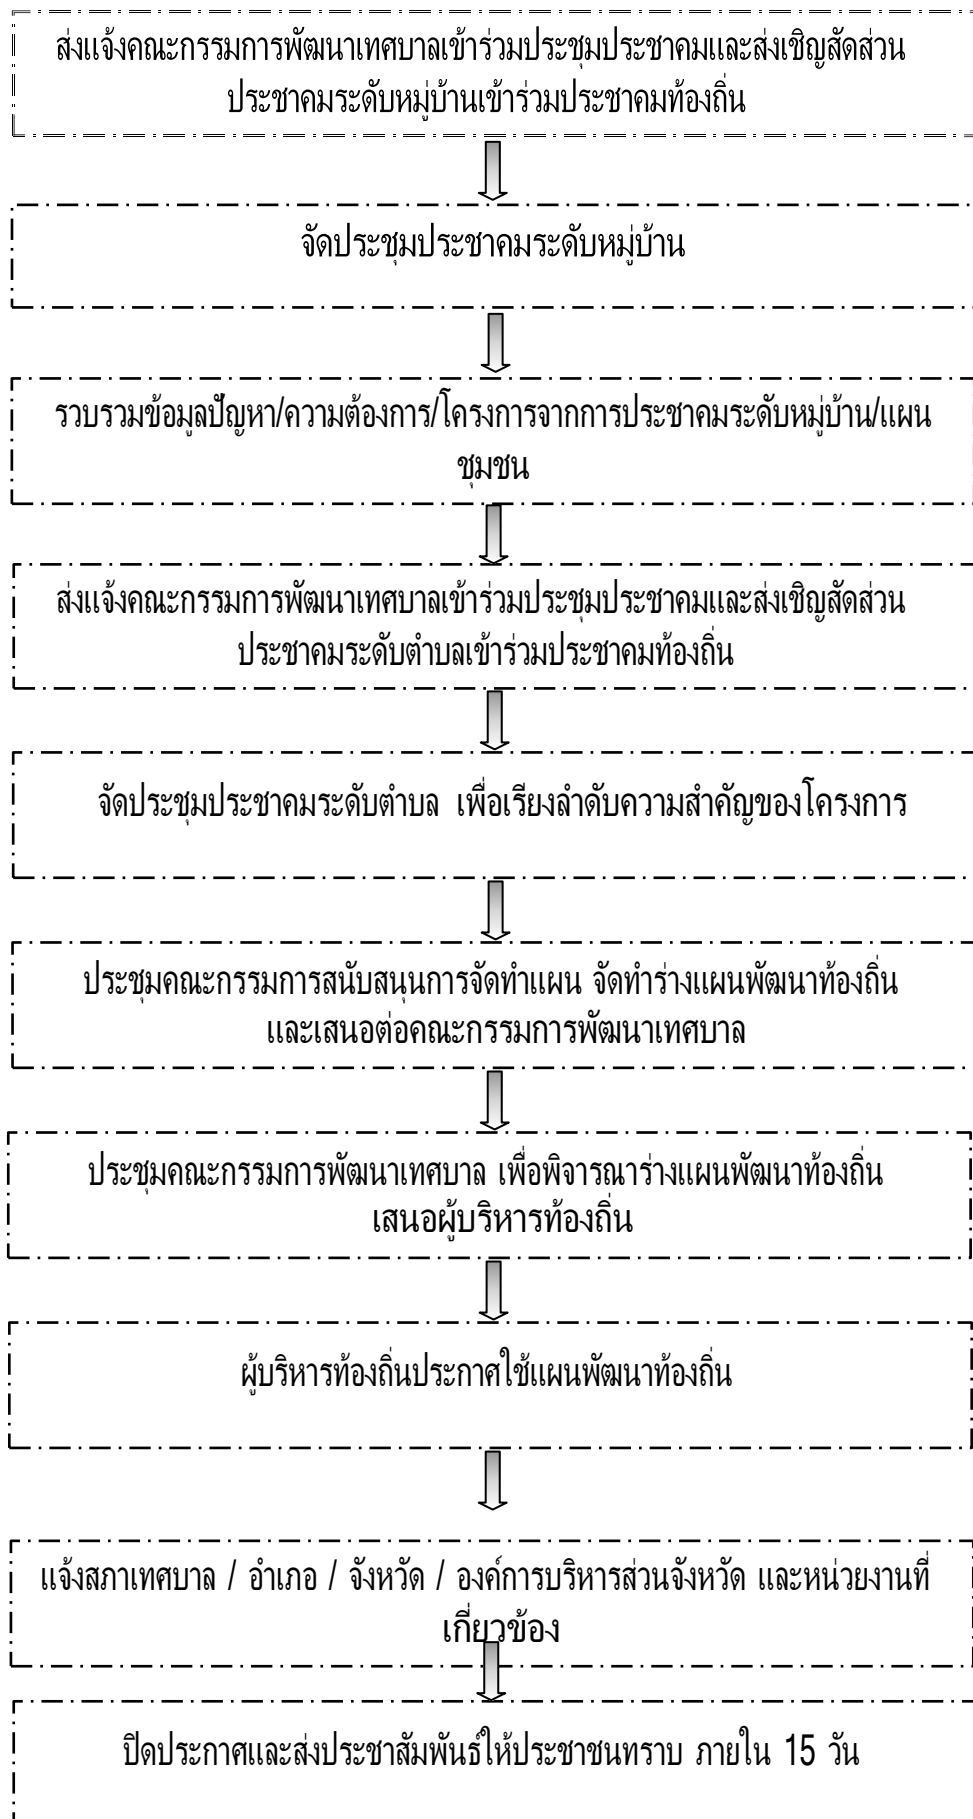 ส่งแจ้งคณะกรรมการพัฒนาเทศบาลเข้าร่วมประชุมประชาคมและส่งเชิญสัดส่วน
ประชาคมระดับหมู่บ้านเข้าร่วมประชาคมท้องถิ่น
จัดประชุมประชาคมระดับหมู่บ้าน
รวบรวมข้อมูลปัญหา/ความต้องการ/โครงการจากการประชาคมระดับหมู่บ้าน/แผน
ชุมชน
ส่งแจ้งคณะกรรมการพัฒนาเทศบาลเข้าร่วมประชุมประชาคมและส่งเชิญสัดส่วน
ประชาคมระดับตำบลเข้าร่วมประชาคมท้องถิ่น
จัดประชุมประชาคมระดับตำบล เพื่อเรียงลำดับความสำคัญของโครงการ
ประชุมคณะกรรมการสนับสนุนการจัดทำแผน จัดทำร่างแผนพัฒนาท้องถิ่น
และเสนอต่อคณะกรรมการพัฒนาเทศบาล
ประชุมคณะกรรมการพัฒนาเทศบาล เพื่อพิจารณาร่างแผนพัฒนาท้องถิ่น
เสนอผู้บริหารท้องถิ่น
ผู้บริหารท้องถิ่นประกาศใช้แผนพัฒนาท้องถิ่น
แจ้งสภาเทศบาล / อำเภอ / จังหวัด / องค์การบริหารส่วนจังหวัด และหน่วยงานที่
เกี่ยวข้อง
ปิดประกาศและส่งประชาสัมพันธ์ให้ประชาชนทราบ ภายใน 15 วัน